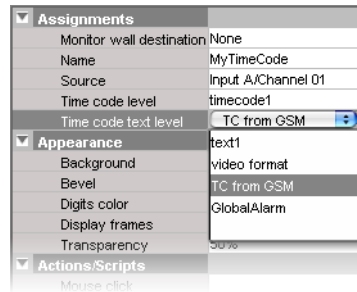 Assignments
Monitor wall destination None
Name MyTimeCode
Source Input A/Channel 01
Time code level timecode1
Time code text level TC from GSM
Appearance text1
Background video format
Bevel TC from GSM
Digits color GlobalAlarm
Display frames
Transparency 50%
Actions/Scripts
Mouse click